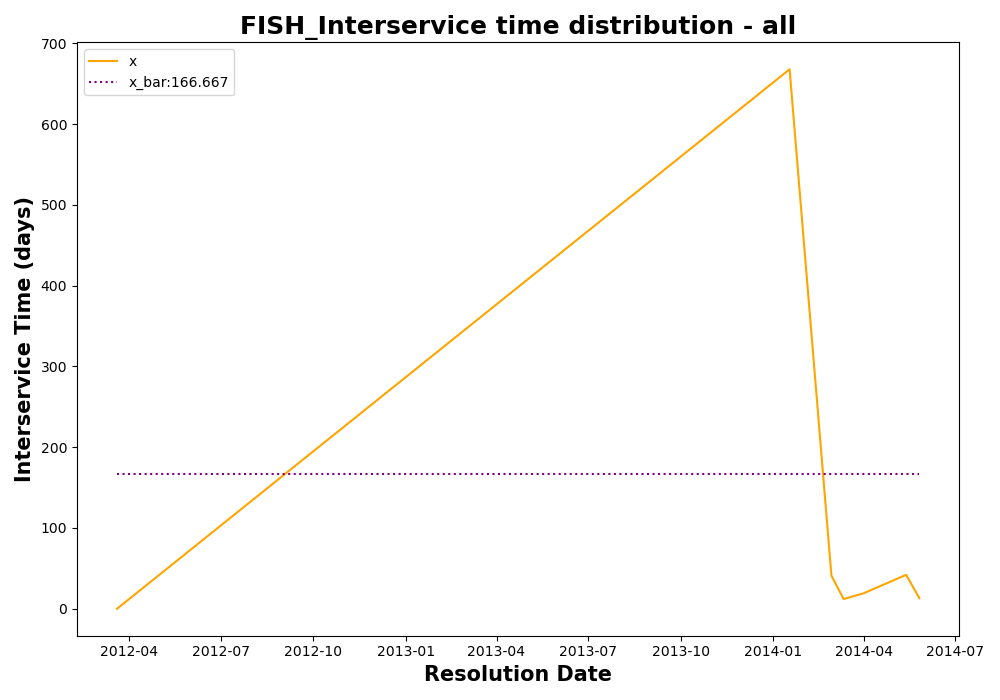 FISH_Interservice time distribution - all
x
x_bar:166.667
Interservice Time (days)
700
600
500
400
300
200
100
0
2012-04 2012-07 2012-10 2013-01 2013-04 2013-07 2013-10 2014-01 2014-04 2014-07
Resolution Date